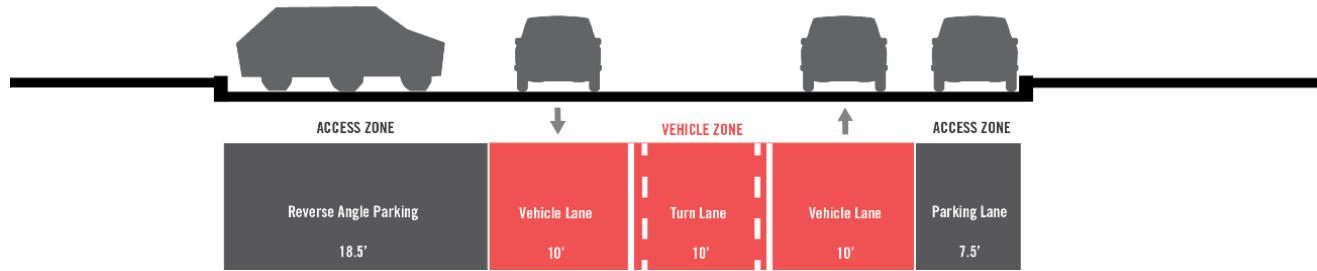 ACCESS ZONE
VEHICLE ZONE
ACCESS ZONE
Reverse Angle Parking
18.5'
Vehicle Lane
10'
Turn Lane
10'
Vehicle Lane
10'
Parking Lane
7.5'